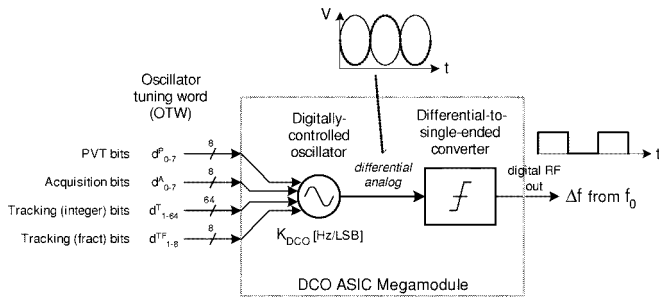 V
t
Oscillator
tuning word
(OTW)
Digitally-
controlled
oscillator
Differential-to-
single-ended
converter
t
PVT bits d^P_0-7 8
Acquisition bits d^A_0-7 8
Tracking (integer) bits d^T_1-64 64
Tracking (fract) bits d^TF_1-8 8
differential
analog
digital RF
out
Δf from f_0
K_DCO [Hz/LSB]
DCO ASIC Megamodule